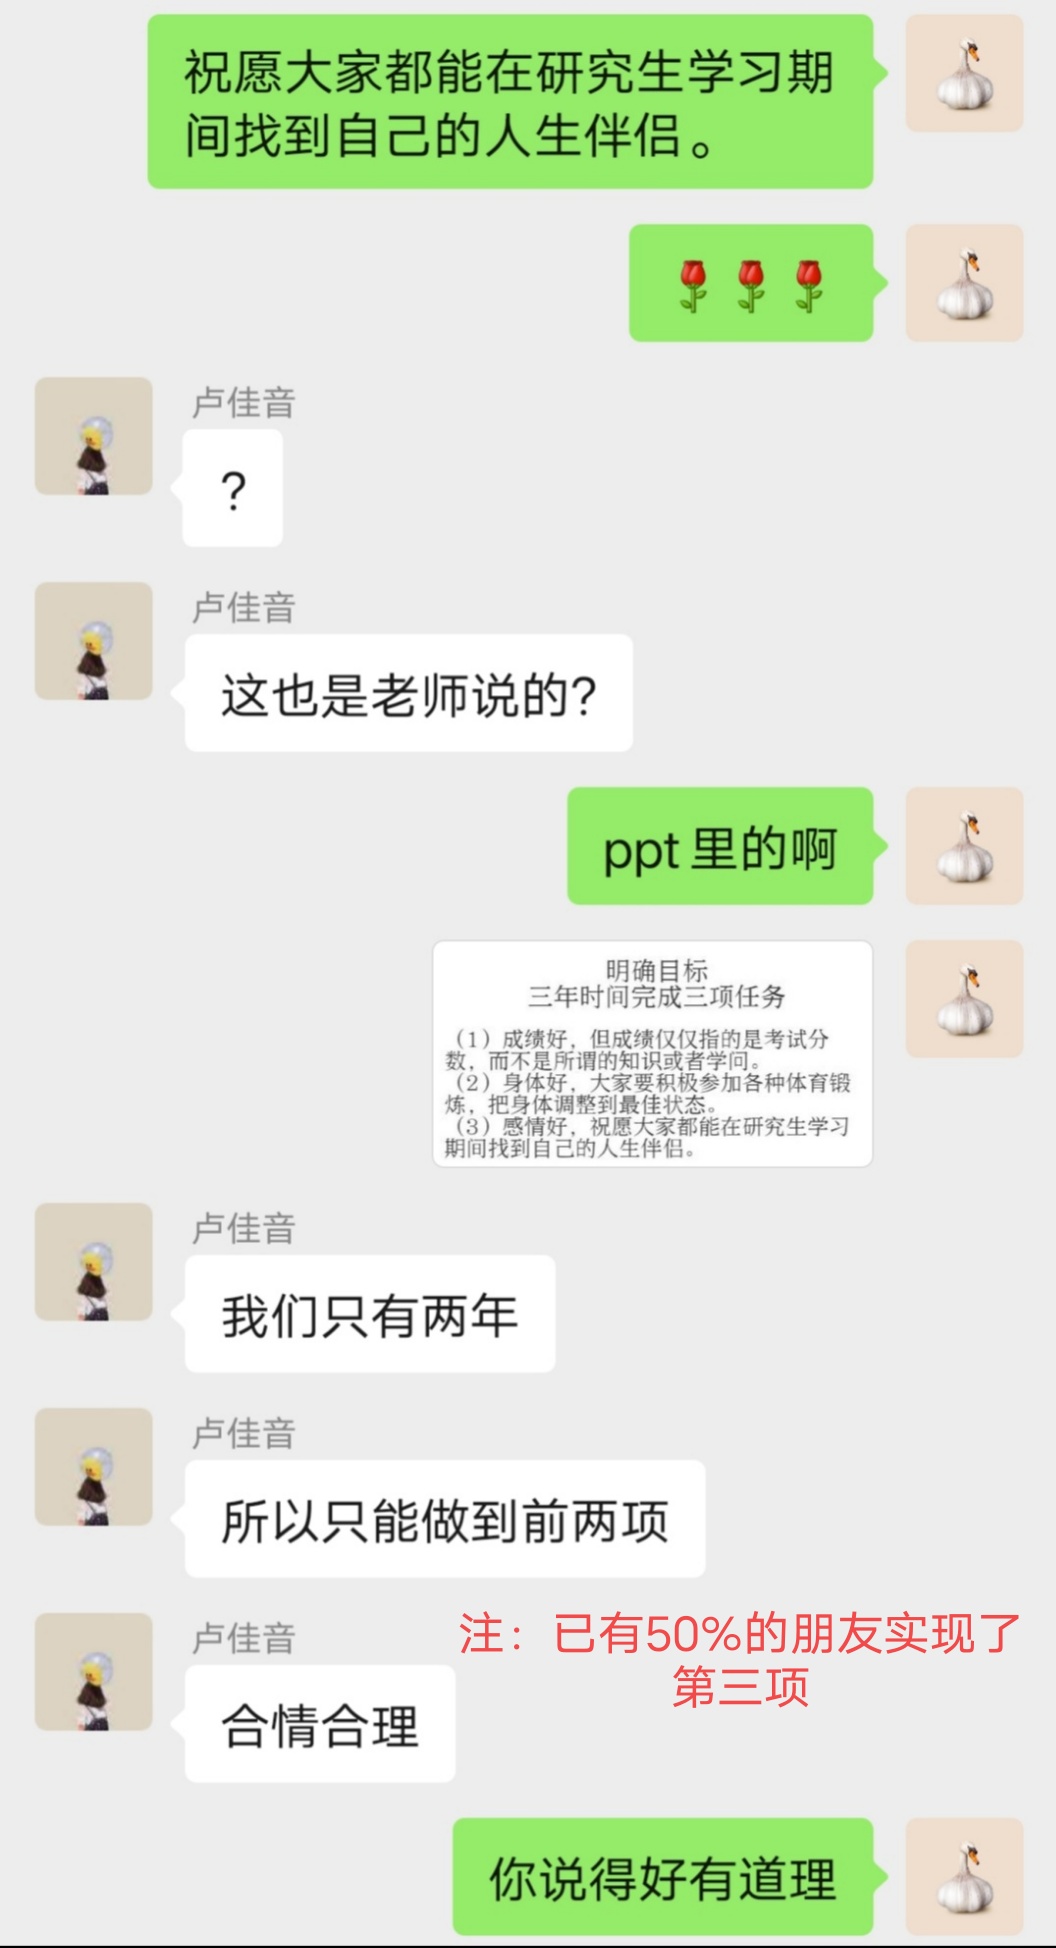 祝愿大家都能在研究生学习期
间找到自己的人生伴侣。
🌹🌹🌹
卢佳音
?
卢佳音
这也是老师说的?
ppt里的啊
明确目标
三年时间完成三项任务
（1）成绩好，但成绩仅仅指的是考试分
数，而不是所谓的知识或者学问。
（2）身体好，大家要积极参加各种体育锻
炼，把身体调整到最佳状态。
（3）感情好，祝愿大家都能在研究生学习
期间找到自己的人生伴侣。
卢佳音
我们只有两年
卢佳音
所以只能做到前两项
卢佳音
注：已有50%的朋友实现了
第三项
合情合理
你说得好有道理